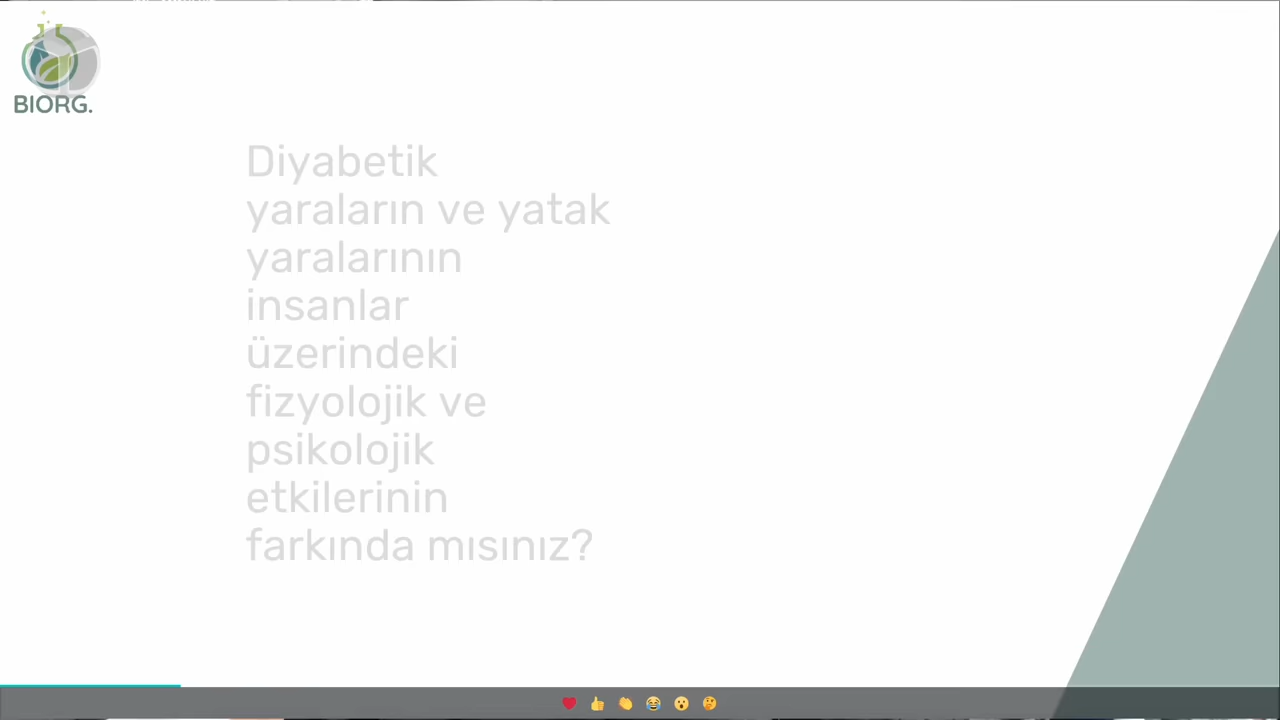 BIORG.
Diyabetik
yaraların ve yatak
yaralarının
insanlar
üzerindeki
fizyolojik ve
psikolojik
etkilerinin
farkında mısınız?